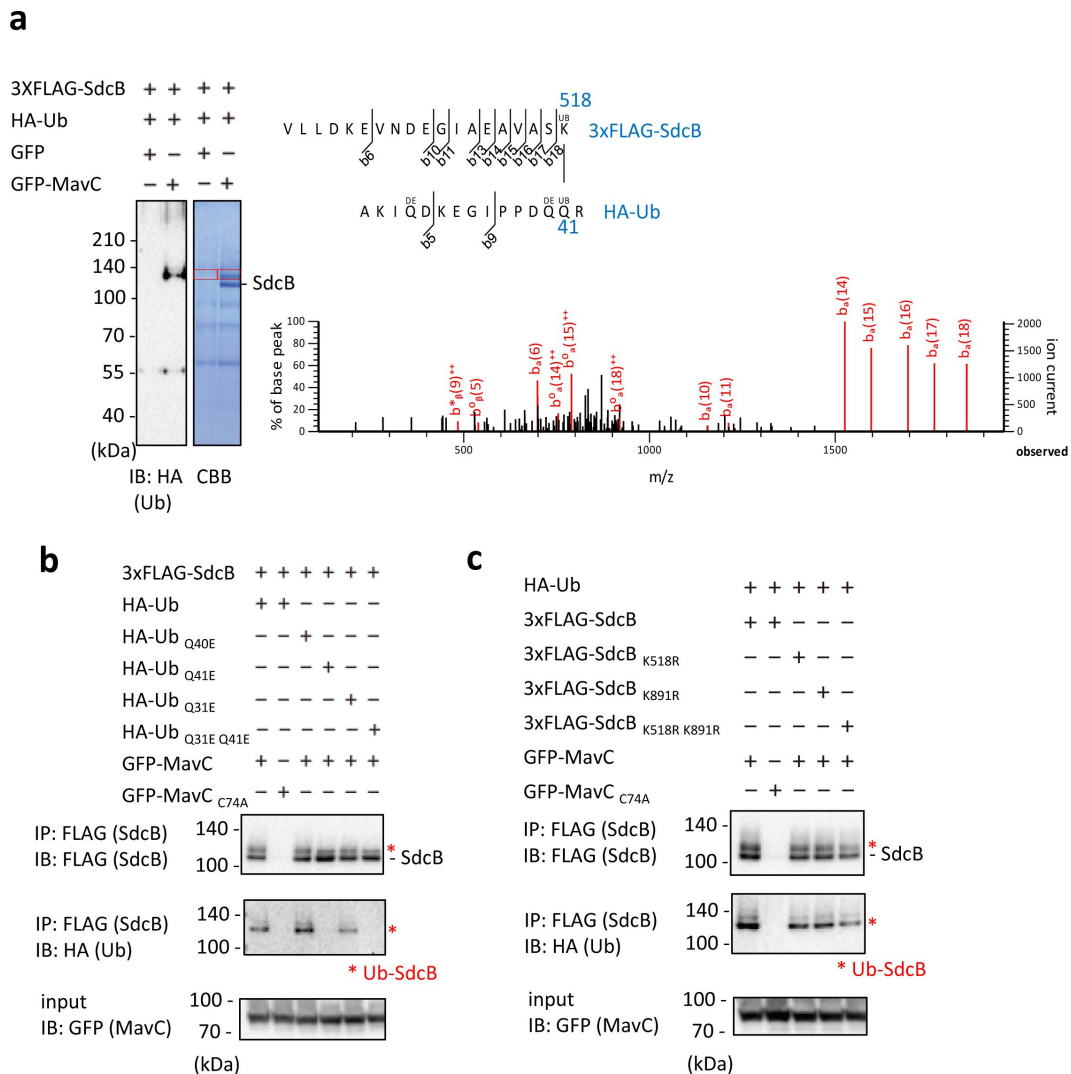 a
3XFLAG-SdcB + + + +
HA-Ub + + + +
GFP + − + −
GFP-MavC − + − +
210
140
100
70
55
40
(kDa)
SdcB
IB: HA CBB
(Ub)
518
UB
V L L D K E V N D E G I A E A V A S K 3xFLAG-SdcB
b6 b10 b11 b13 b14 b15 b16 b17 b18
DE DE UB
A K I Q D K E G I P P D Q Q R HA-Ub
b5 b9 41
% of base peak
100
80
60
40
20
0
b*β(9)++
boβ(5)
ba(6)
boa(14)++
boa(15)++
boa(18)++
ba(10)
ba(11)
ba(14)
ba(15)
ba(16)
ba(17)
ba(18)
2000
1500
1000
500
0
ion current
500 1000 1500 observed
m/z
b
3xFLAG-SdcB + + + + + +
HA-Ub + + − − − −
HA-Ub Q40E − − + − − −
HA-Ub Q41E − − − + − −
HA-Ub Q31E − − − − + −
HA-Ub Q31E Q41E − − − − − +
GFP-MavC + − + + + +
GFP-MavC C74A − + − − − −
IP: FLAG (SdcB) 140 -
IB: FLAG (SdcB) 100 -
* - SdcB
IP: FLAG (SdcB) 140 -
IB: HA (Ub) 100 -
*
* Ub-SdcB
input 100 -
IB: GFP (MavC) 70 -
(kDa)
c
HA-Ub + + + + +
3xFLAG-SdcB + + − − −
3xFLAG-SdcB K518R − − + − −
3xFLAG-SdcB K891R − − − + −
3xFLAG-SdcB K518R K891R − − − − +
GFP-MavC + − + + +
GFP-MavC C74A − + − − −
IP: FLAG (SdcB) 140 -
IB: FLAG (SdcB) 100 -
* - SdcB
IP: FLAG (SdcB) 140 -
IB: HA (Ub) 100 -
*
* Ub-SdcB
input 100 -
IB: GFP (MavC) 70 -
(kDa)